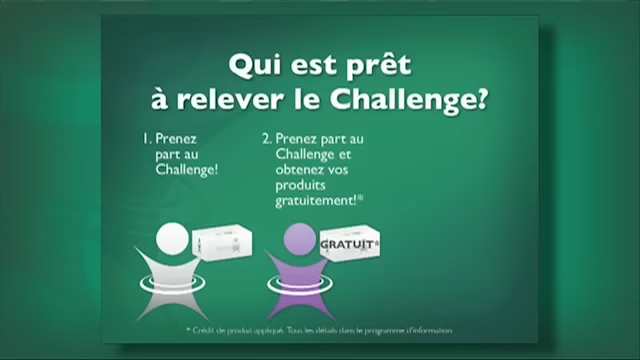 Qui est prêt
à relever le Challenge?
1. Prenez
part au
Challenge!
2. Prenez part au
Challenge et
obtenez vos
produits
gratuitement!*
GRATUIT*
* Crédit de produit appliqué. Tous les détails dans le programme d'information.